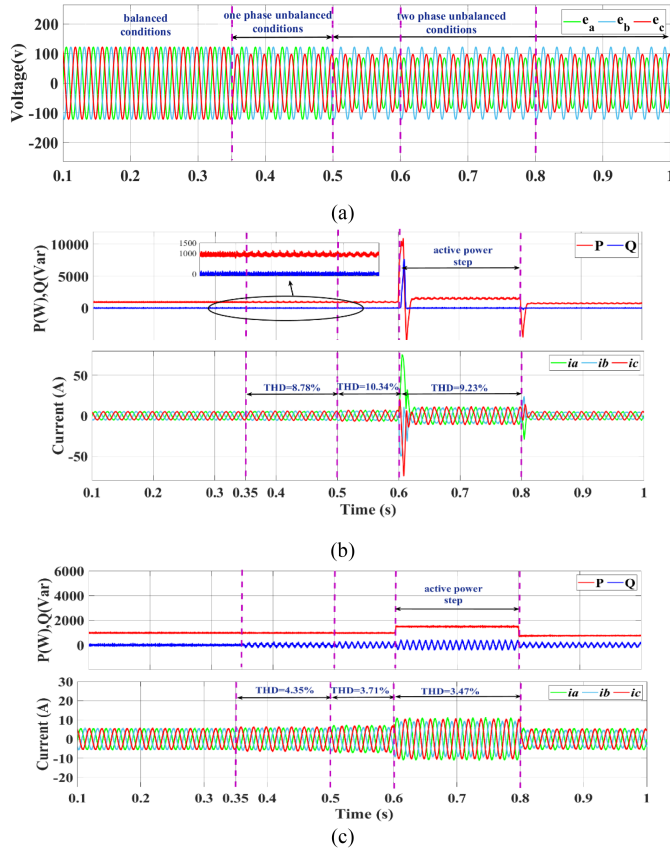 balanced conditions
one phase unbalanced conditions
two phase unbalanced conditions
e_a e_b e_c
Voltage(v)
200
100
0
-100
-200
0.1 0.2 0.3 0.4 0.5 0.6 0.7 0.8 0.9 1
(a)
P(W),Q(Var)
10000
5000
0
1500
1000
0
active power step
P Q
Current (A)
50
0
-50
THD=8.78%
THD=10.34%
THD=9.23%
ia ib ic
0.1 0.2 0.3 0.35 0.4 0.5 0.6 0.7 0.8 0.9 1
Time (s)
(b)
P(W),Q(Var)
6000
4000
2000
0
active power step
P Q
Current (A)
30
20
10
0
-10
-20
THD=4.35%
THD=3.71%
THD=3.47%
ia ib ic
0.1 0.2 0.3 0.35 0.4 0.5 0.6 0.7 0.8 0.9 1
Time (s)
(c)